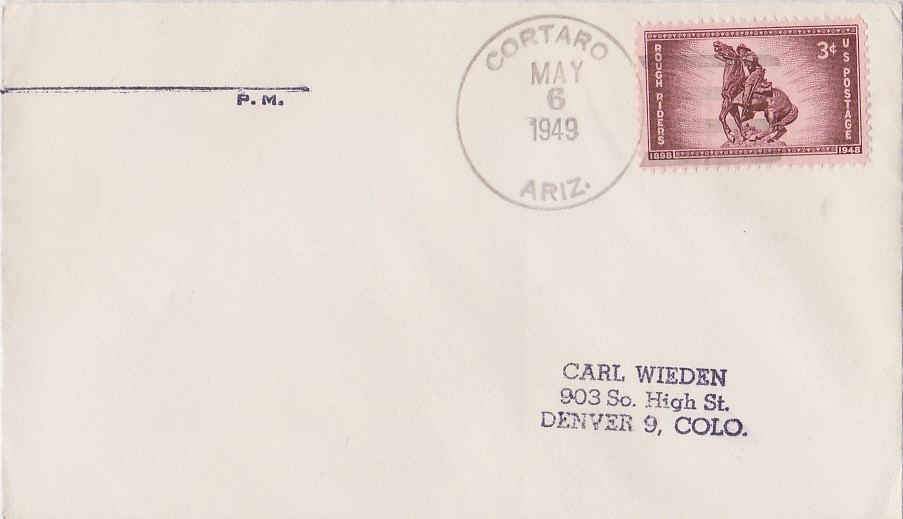 P. M.
CORTARO
MAY
6
1949
ARIZ.
ROUGH RIDERS
3¢
U S POSTAGE
1898 1948
CARL WIEDEN
903 So. High St.
DENVER 9, COLO.